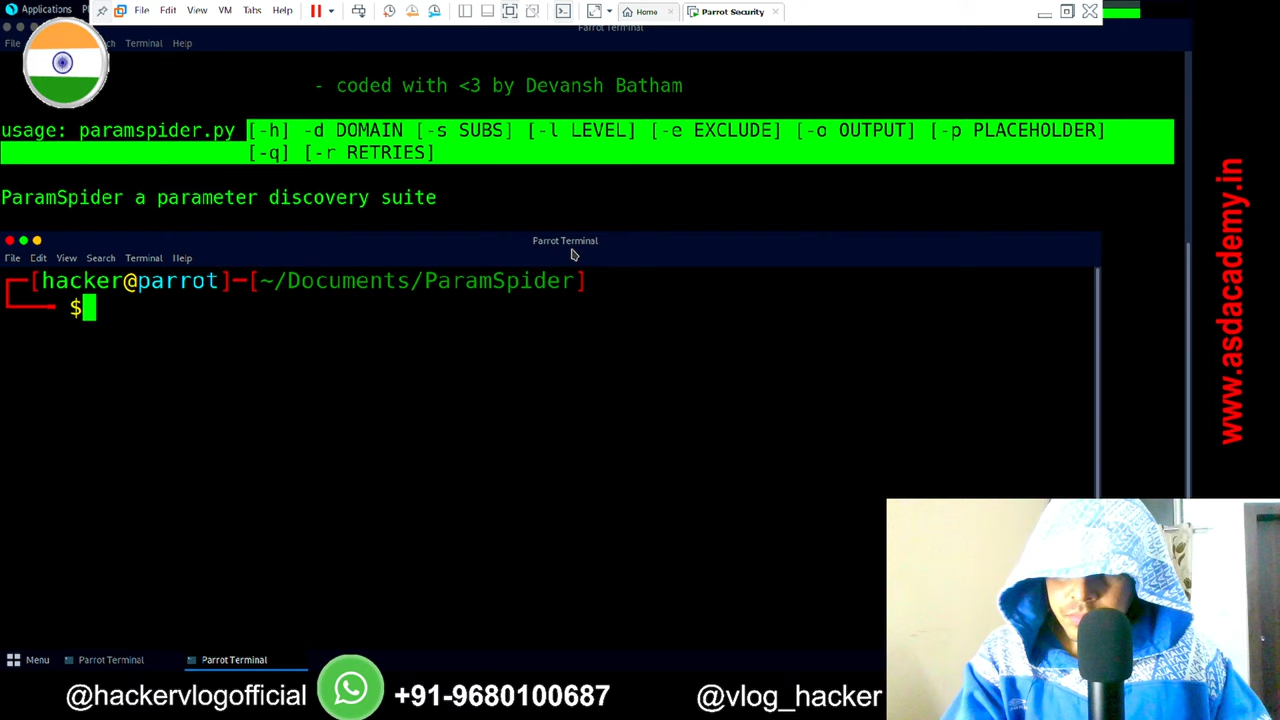 Applications
File Edit View VM Tabs Help
Home
Parrot Security
Parrot Terminal
File
Terminal Help
- coded with <3 by Devansh Batham
usage: paramspider.py [-h] -d DOMAIN [-s SUBS] [-l LEVEL] [-e EXCLUDE] [-o OUTPUT] [-p PLACEHOLDER]
[-q] [-r RETRIES]
ParamSpider a parameter discovery suite
Parrot Terminal
File Edit View Search Terminal Help
[hacker@parrot]-[~/Documents/ParamSpider]
$
www.asdacademy.in
Menu Parrot Terminal Parrot Terminal
@hackervlogofficial +91-9680100687 @vlog_hacker